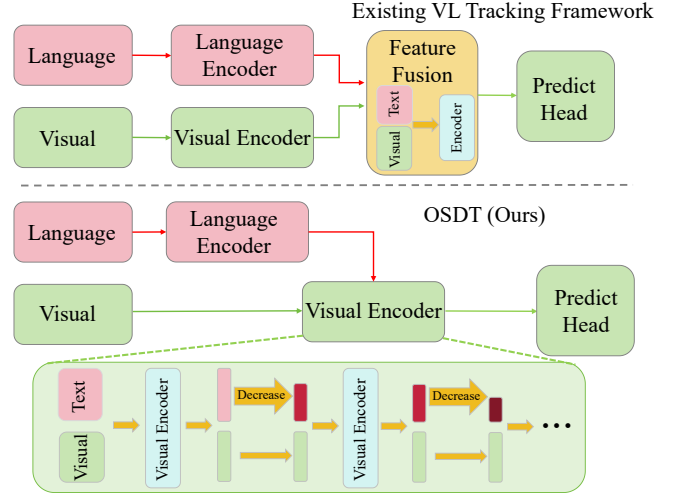 Existing VL Tracking Framework
Language
Language
Encoder
Feature
Fusion
Text
Visual
Encoder
Predict
Head
Visual
Visual Encoder
OSDT (Ours)
Language
Language
Encoder
Visual
Visual Encoder
Predict
Head
Text
Visual
Visual Encoder
Decrease
Visual Encoder
Decrease
...